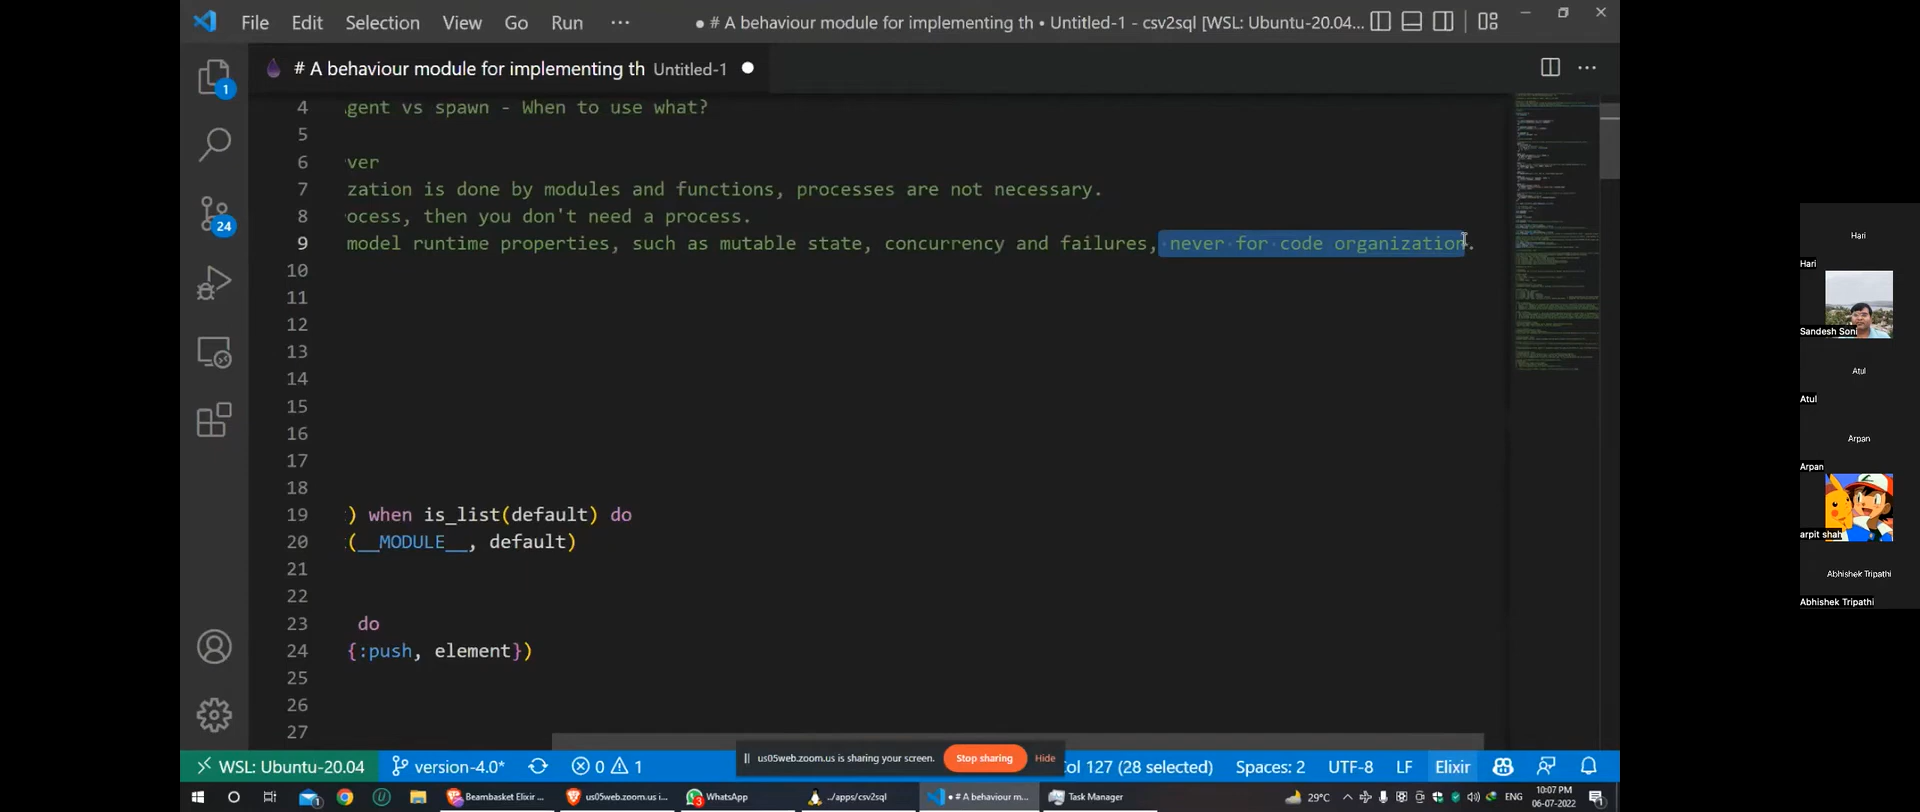 File Edit Selection View Go Run ··· ● # A behaviour module for implementing th • Untitled-1 - csv2sql [WSL: Ubuntu-20.04...
# A behaviour module for implementing th Untitled-1
1
24
4 gent vs spawn - When to use what?
5
6 ver
7 zation is done by modules and functions, processes are not necessary.
8 ocess, then you don't need a process.
9 model runtime properties, such as mutable state, concurrency and failures, never for code organization.
10
11
12
13
14
15
16
17
18
19 ) when is_list(default) do
20 (__MODULE__, default)
21
22
23 do
24 {:push, element})
25
26
27
Hari
Hari
Sandesh Soni
Atul
Atul
Arpan
Arpan
arpit shah
Abhishek Tripathi
Abhishek Tripathi
us05web.zoom.us is sharing your screen. Stop sharing Hide
WSL: Ubuntu-20.04 version-4.0* 0 1 Col 127 (28 selected) Spaces: 2 UTF-8 LF Elixir
1 Beambasket Elixir ... us05web.zoom.us i... 3 WhatsApp ../apps/csv2sql ● # A behaviour m... Task Manager 29°C ENG 10:07 PM
06-07-2022